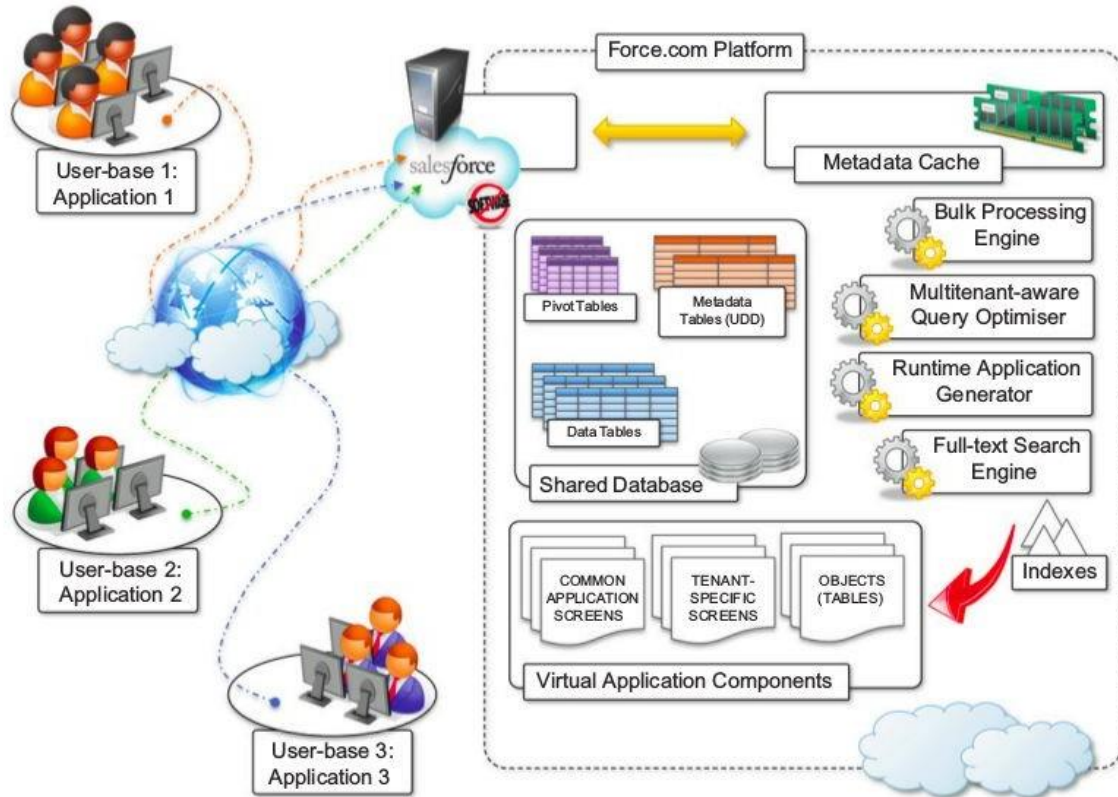 Force.com Platform
User-base 1:
Application 1
salesforce
SOFTWARE
Metadata Cache
Bulk Processing
Engine
Multitenant-aware
Query Optimiser
Runtime Application
Generator
Full-text Search
Engine
Pivot Tables
Metadata
Tables (UDD)
Data Tables
Shared Database
User-base 2:
Application 2
Indexes
COMMON
APPLICATION
SCREENS
TENANT-
SPECIFIC
SCREENS
OBJECTS
(TABLES)
Virtual Application Components
User-base 3:
Application 3